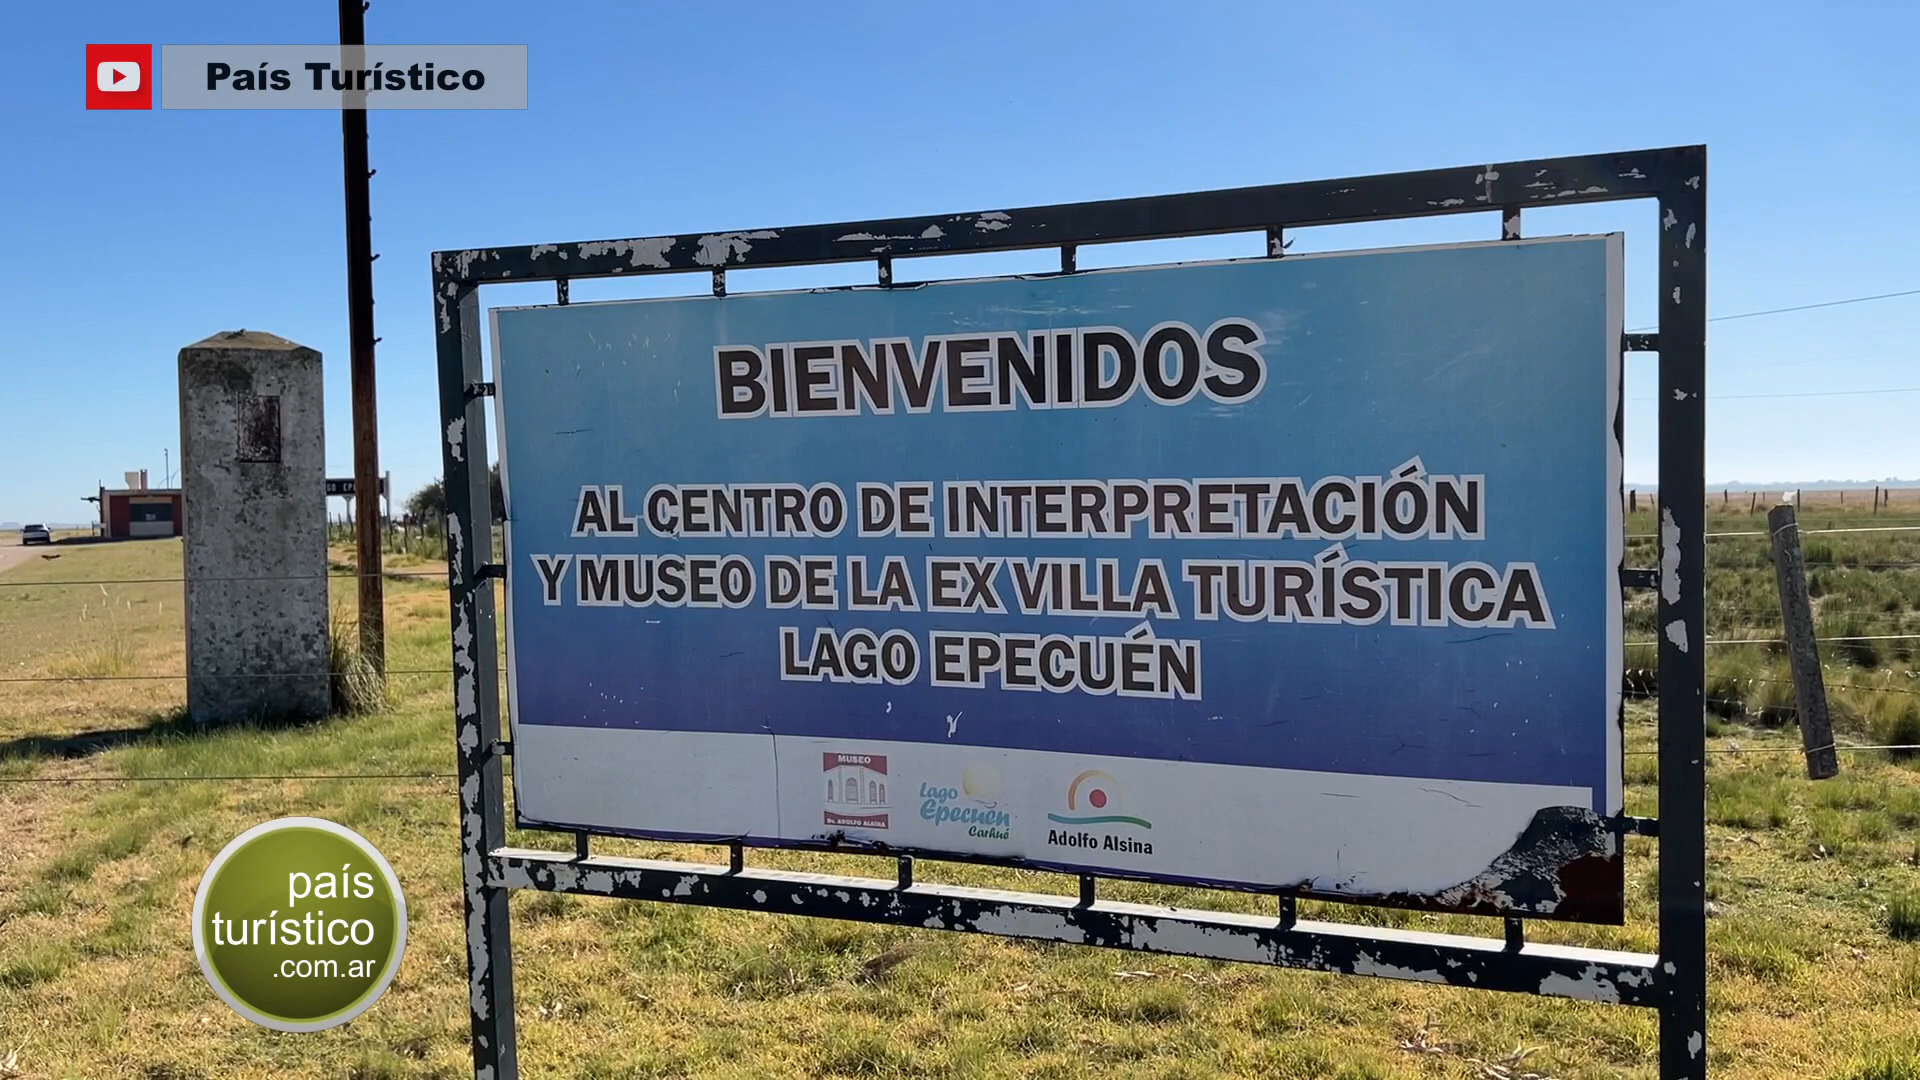 País Turístico
BIENVENIDOS
AL CENTRO DE INTERPRETACIÓN
Y MUSEO DE LA EX VILLA TURÍSTICA
LAGO EPECUÉN
MUSEO
Dr. ADOLFO ALSINA
Lago
Epecuén
Carhué
Adolfo Alsina
país
turístico
.com.ar